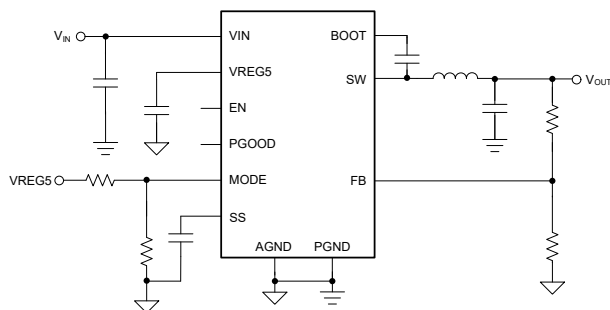 VIN
VIN
BOOT
VREG5
SW
VOUT
EN
PGOOD
VREG5
MODE
FB
SS
AGND
PGND